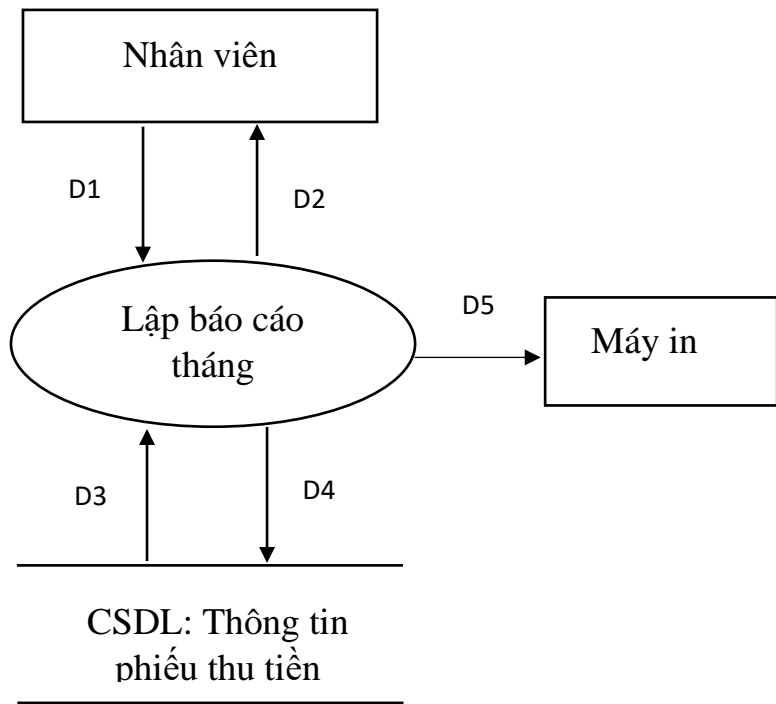 Nhân viên
D1
D2
Lập báo cáo
tháng
D5
Máy in
D3
D4
CSDL: Thông tin
phiếu thu tiền